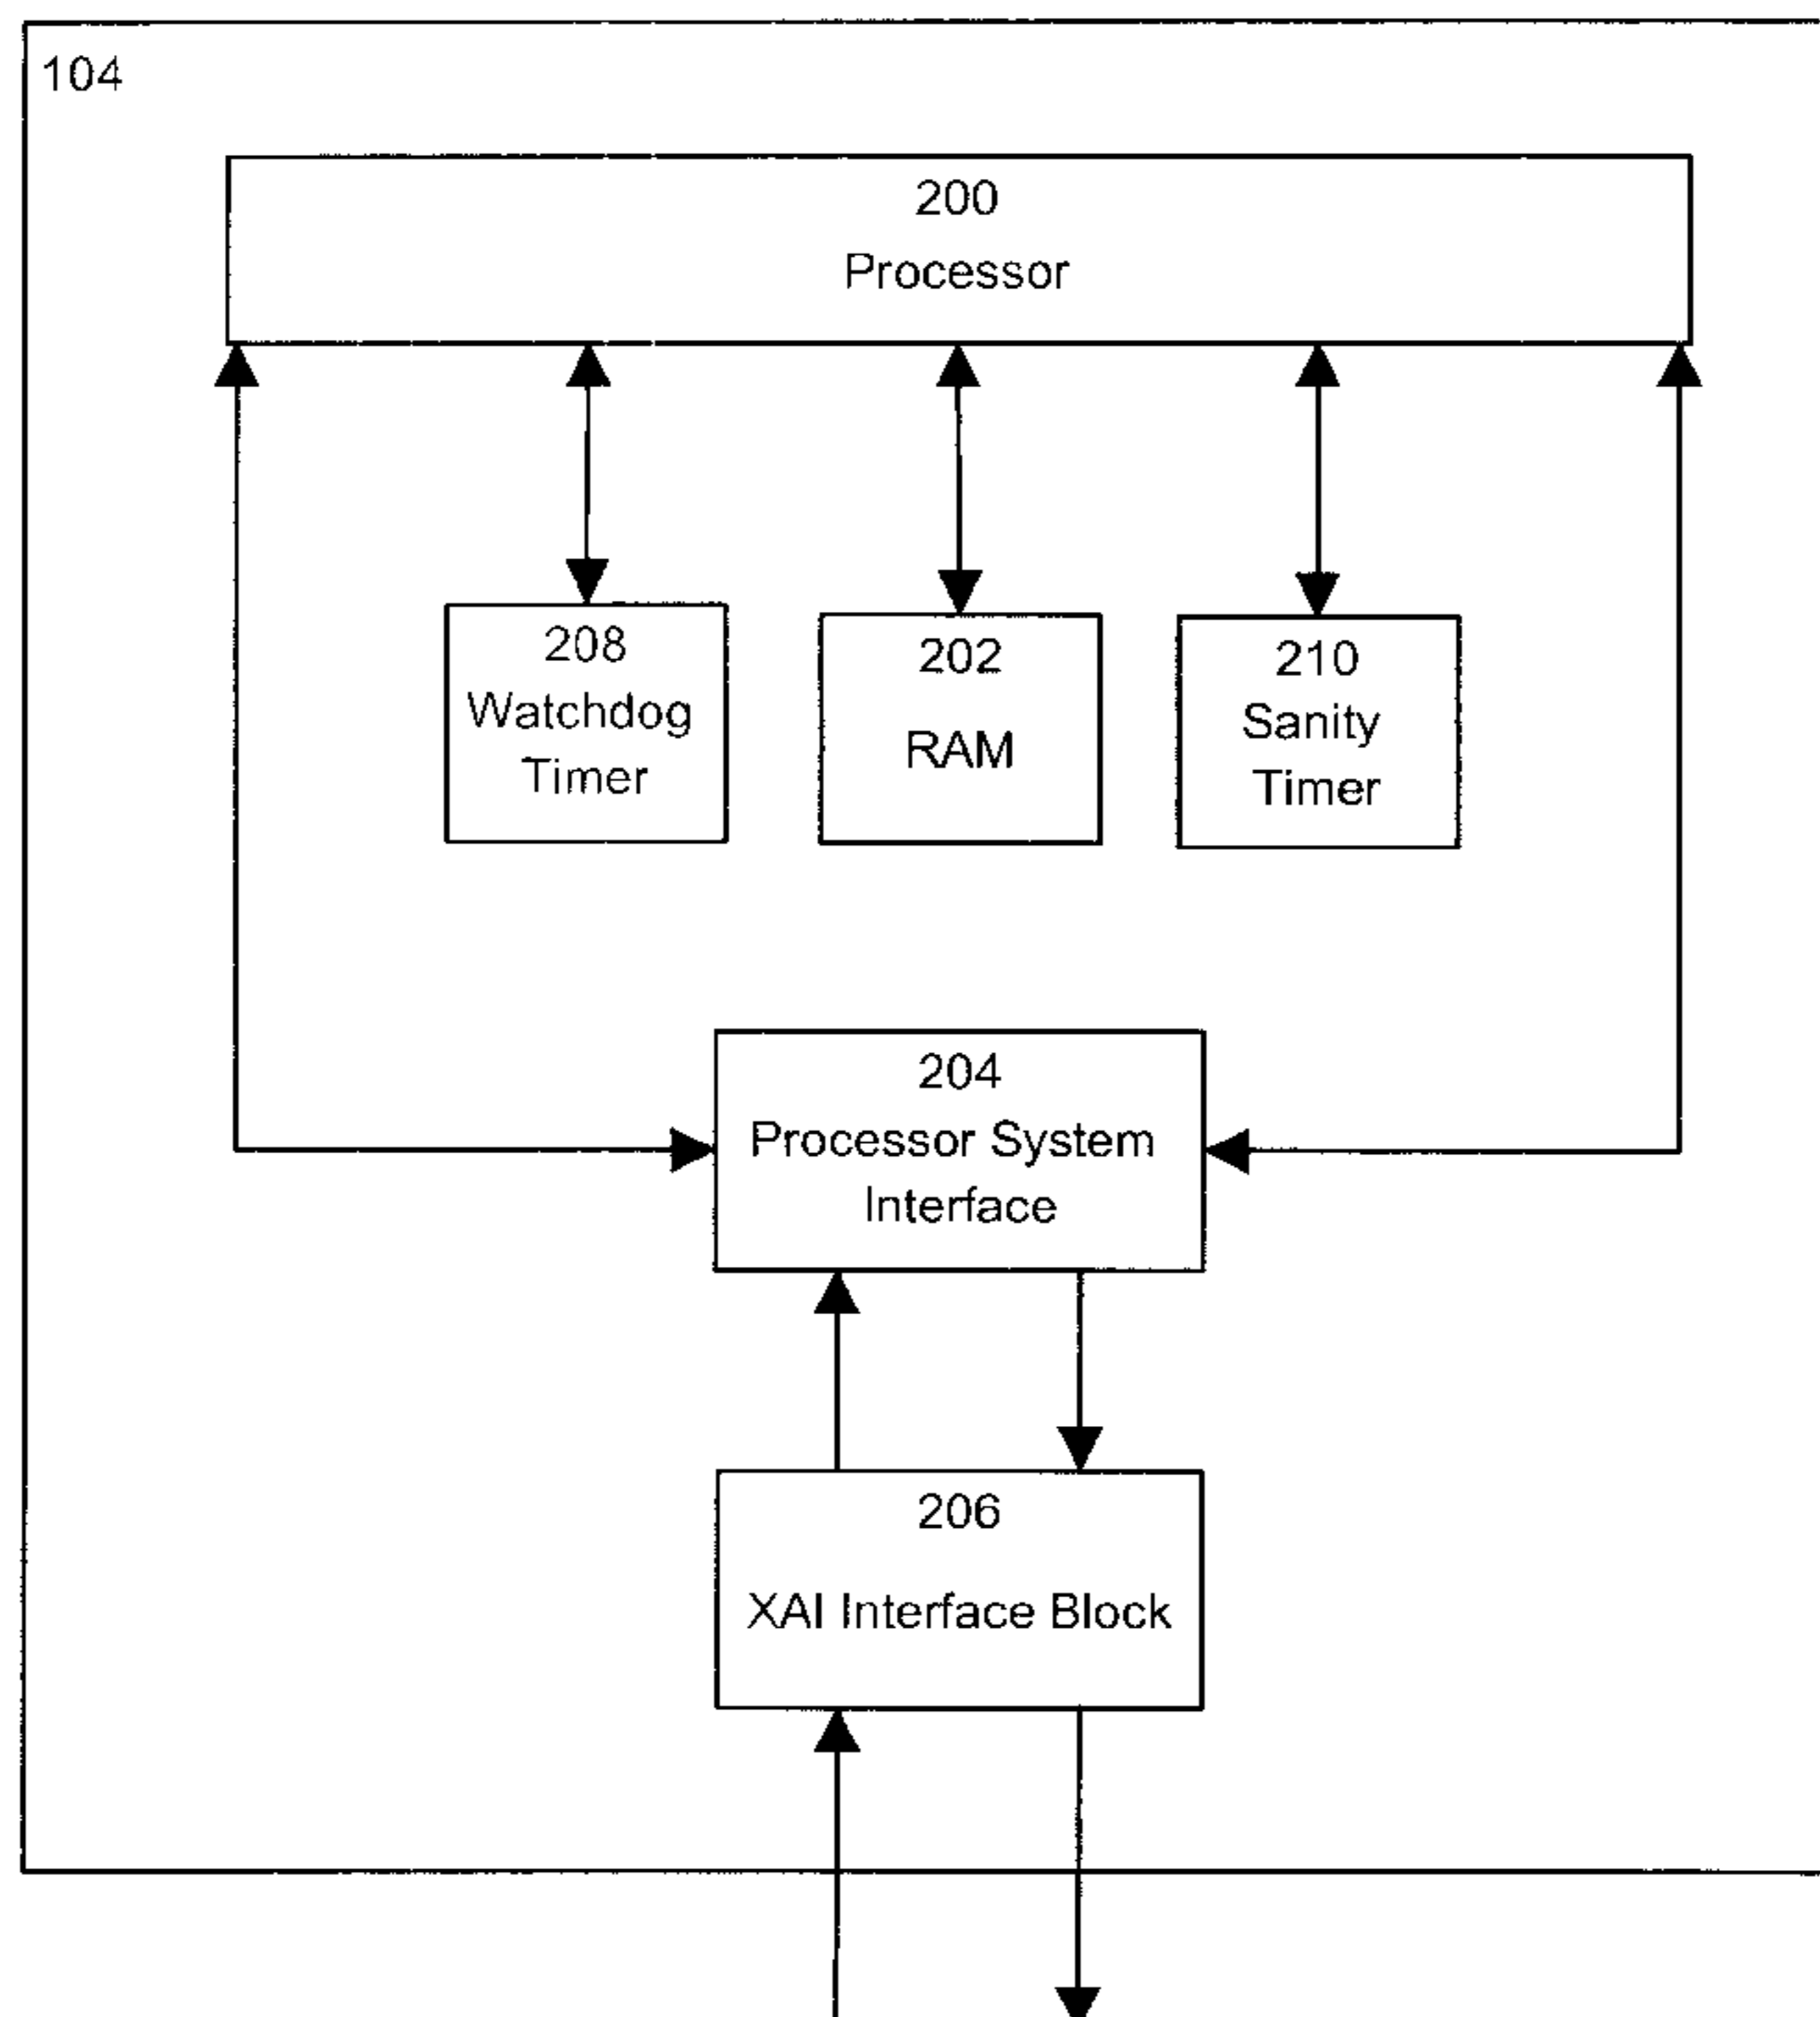 104
200
Processor
208
Watchdog
Timer
202
RAM
210
Sanity
Timer
204
Processor System
Interface
206
XAI Interface Block